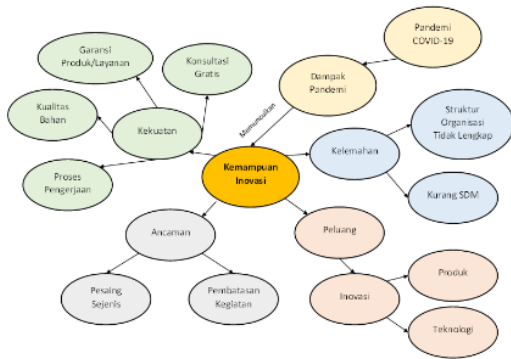 Pandemi
COVID-19
Garansi
Produk/Layanan
Konsultasi
Gratis
Dampak
Pandemi
Kualitas
Bahan
Kekuatan
Memunculkan
Struktur
Organisasi
Tidak Lengkap
Kelemahan
Kemampuan
Inovasi
Proses
Pengerjaan
Kurang SDM
Ancaman
Peluang
Pesaing
Sejenis
Pembatasan
Kegiatan
Inovasi
Produk
Teknologi